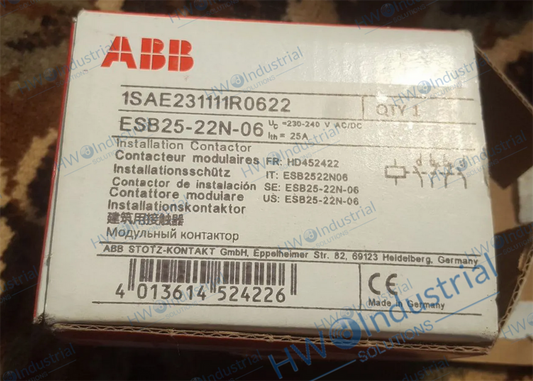 ABB
1SAE231111R0622
QTY 1
ESB25-22N-06 Uc =230-240 V AC/DC
Ith = 25A
Installation Contactor
Contacteur modulaires FR: HD452422
Installationsschütz IT: ESB2522N06
Contactor de instalación SE: ESB25-22N-06
Contattore modulare US: ESB25-22N-06
Installationskontaktor
建筑用接触器
Модульный контактор
ABB STOTZ-KONTAKT GmbH, Eppelheimer Str. 82, 69123 Heidelberg, Germany
4 013614 524226
CE
Made in Germany
HW Industrial
SOLUTIONS